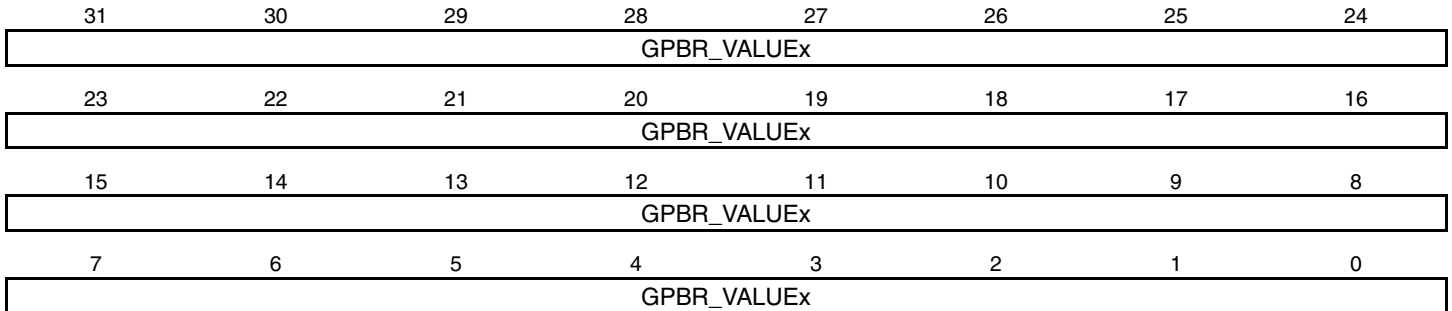 31 30 29 28 27 26 25 24
GPBR_VALUEx
23 22 21 20 19 18 17 16
GPBR_VALUEx
15 14 13 12 11 10 9 8
GPBR_VALUEx
7 6 5 4 3 2 1 0
GPBR_VALUEx